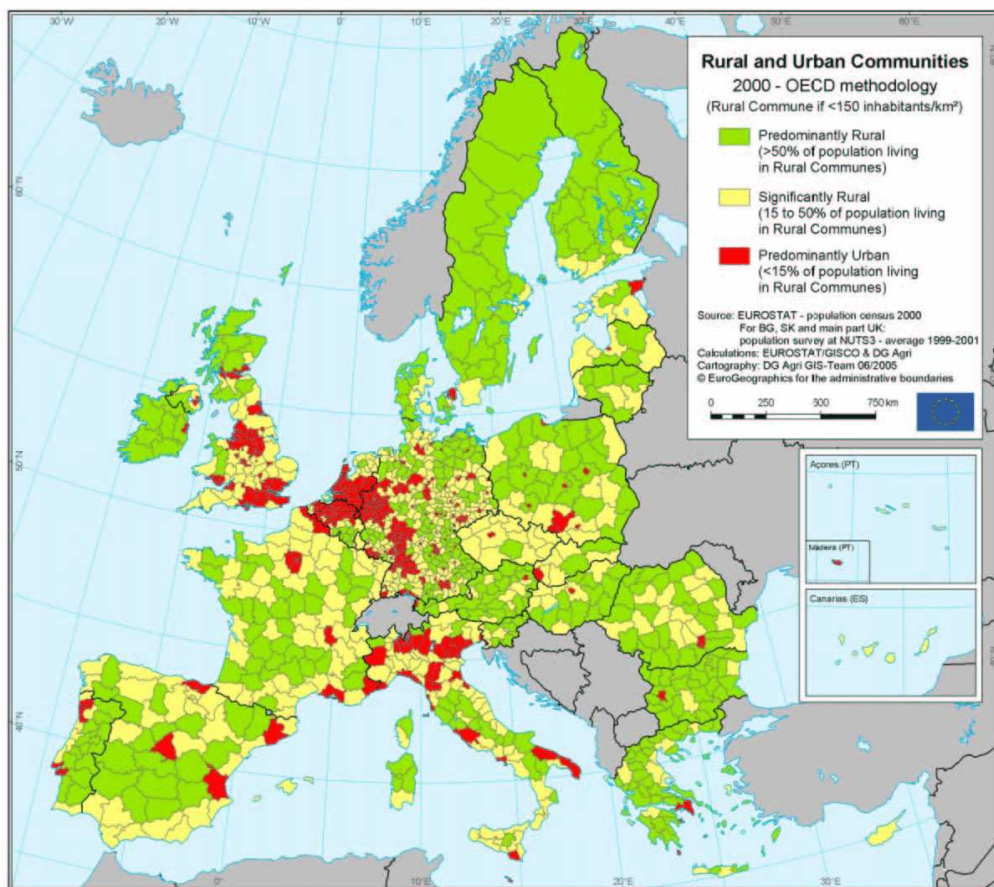 30°W
20°W
10°W
0°
10°E
20°E
30°E
40°E
60°E
Rural and Urban Communities
2000 - OECD methodology
(Rural Commune if <150 inhabitants/km²)
Predominantly Rural
(>50% of population living
in Rural Communes)
Significantly Rural
(15 to 50% of population living
in Rural Communes)
Predominantly Urban
(<15% of population living
in Rural Communes)
Source: EUROSTAT - population census 2000
For BG, SK and main part UK:
population survey at NUTS3 - average 1999-2001
Calculations: EUROSTAT/GISCO & DG Agri
Cartography: DG Agri GIS-Team 06/2005
© EuroGeographics for the administrative boundaries
0 125 250 500 750 km
60°N
50°N
40°N
Açores (PT)
Madeira (PT)
Canarias (ES)
0°
10°E
20°E
30°E